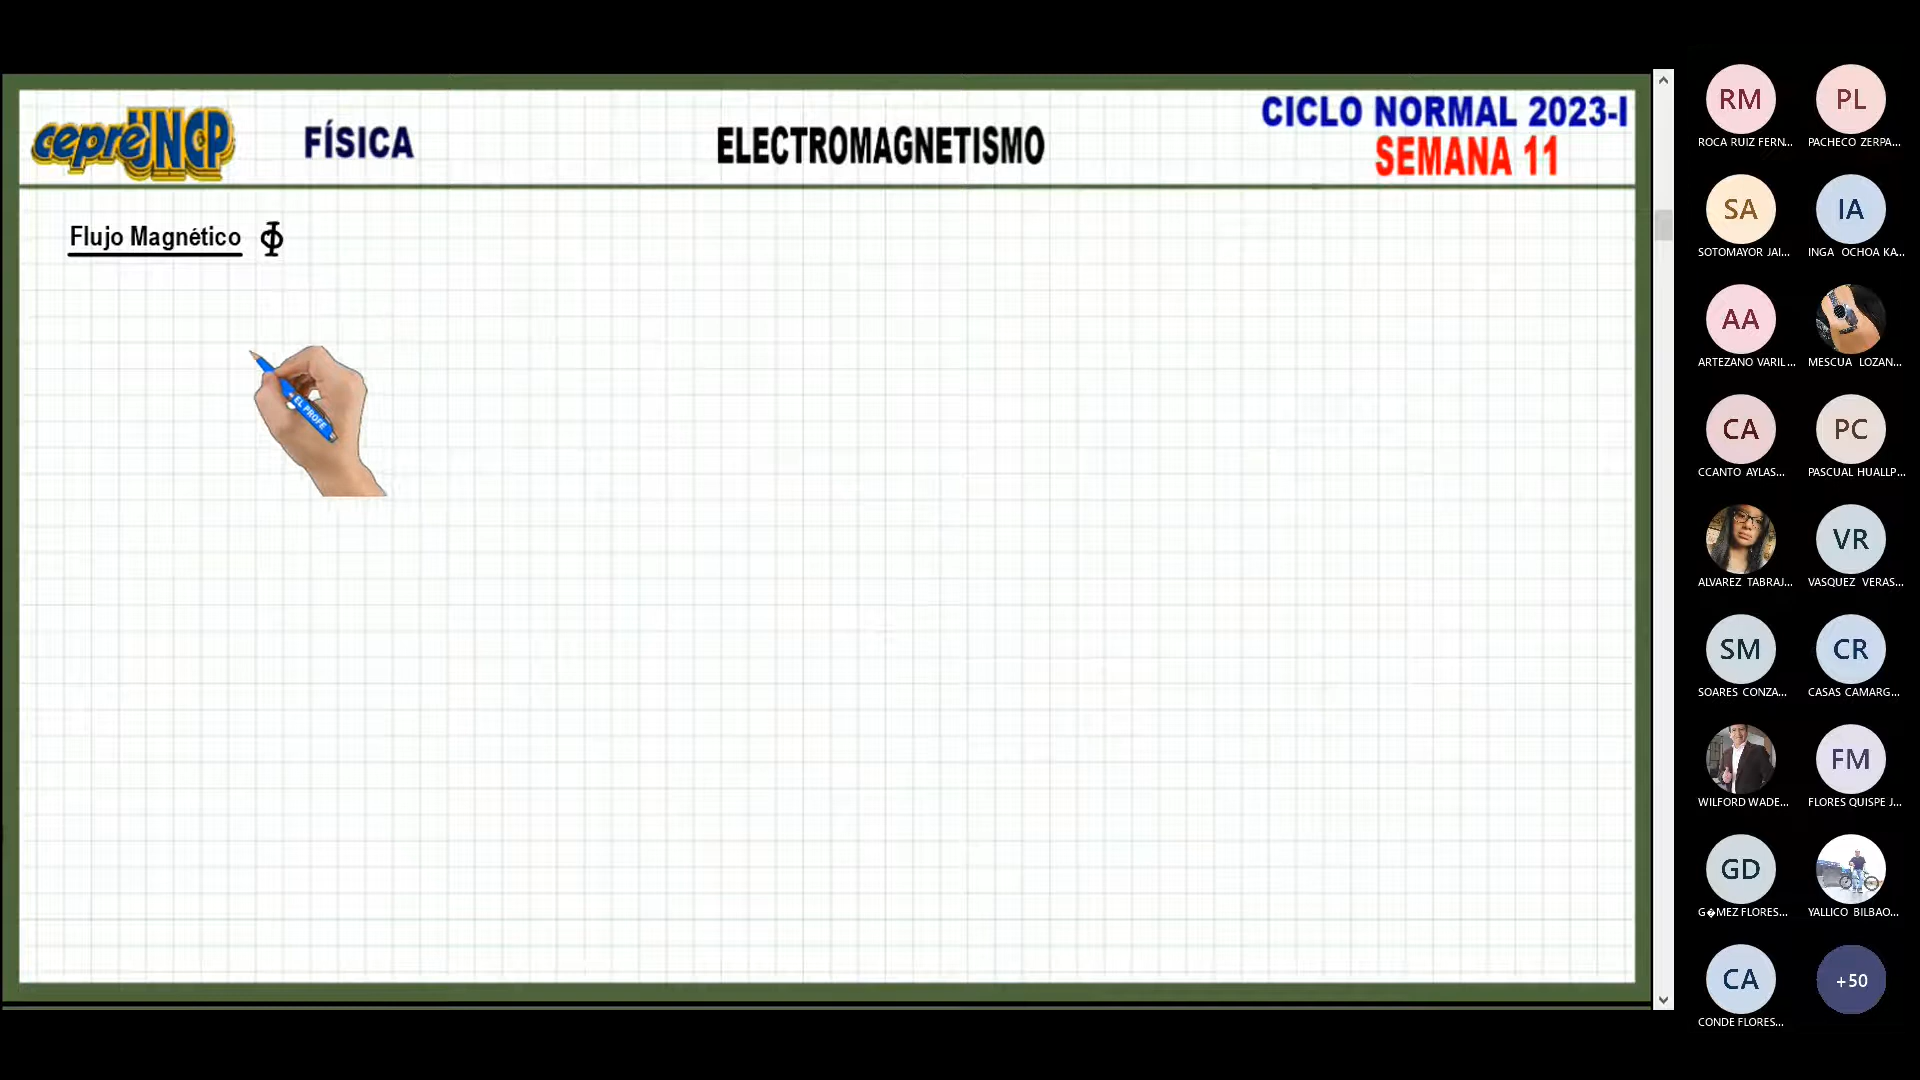 cepreUNCP
FÍSICA
ELECTROMAGNETISMO
CICLO NORMAL 2023-I
SEMANA 11
Flujo Magnético Φ
EL PROFE
RM
ROCA RUIZ FERN...
PL
PACHECO ZERPA...
SA
SOTOMAYOR JAI...
IA
INGA OCHOA KA...
AA
ARTEZANO VARIL...
MESCUA LOZAN...
CA
CCANTO AYLAS...
PC
PASCUAL HUALLP...
ALVAREZ TABRAJ...
VR
VASQUEZ VERAS...
SM
SOARES CONZA...
CR
CASAS CAMARG...
WILFORD WADE...
FM
FLORES QUISPE J...
GD
G�MEZ FLORES...
YALLICO BILBAO...
CA
CONDE FLORES...
+50